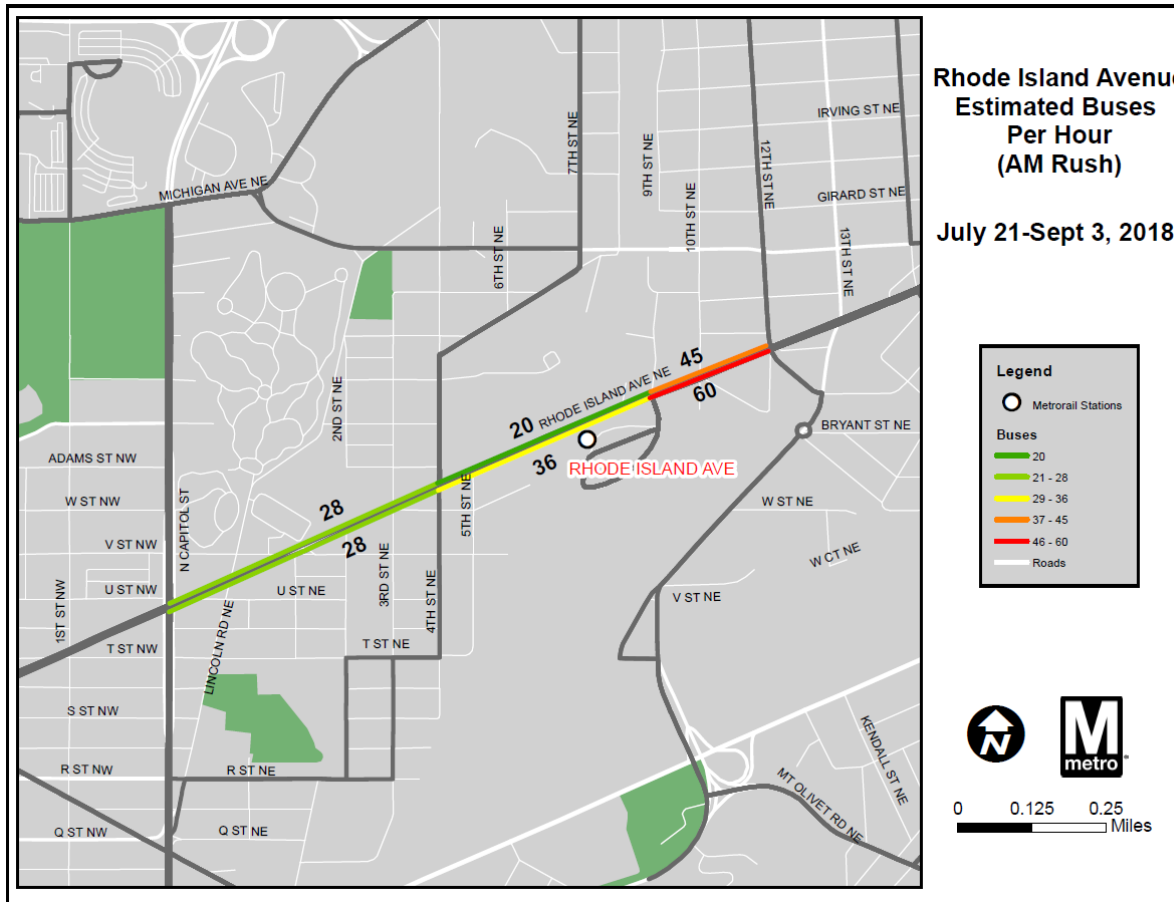 Rhode Island Avenue
Estimated Buses
Per Hour
(AM Rush)
July 21-Sept 3, 2018
IRVING ST NE
7TH ST NE
9TH ST NE
12TH ST NE
MICHIGAN AVE NE
GIRARD ST NE
10TH ST NE
13TH ST NE
6TH ST NE
45
RHODE ISLAND AVE NE
60
2ND ST NE
20
BRYANT ST NE
36
RHODE ISLAND AVE
ADAMS ST NW
W ST NW
N CAPITOL ST
28
5TH ST NE
W ST NE
V ST NW
28
W CT NE
3RD ST NE
U ST NW
U ST NE
4TH ST NE
V ST NE
1ST ST NW
T ST NW
LINCOLN RD NE
T ST NE
S ST NW
KENDALL ST NE
R ST NW
R ST NE
MT OLIVET RD NE
Q ST NW
Q ST NE
Legend
Metrorail Stations
Buses
20
21 - 28
29 - 36
37 - 45
46 - 60
Roads
N
M
metro
0 0.125 0.25
Miles